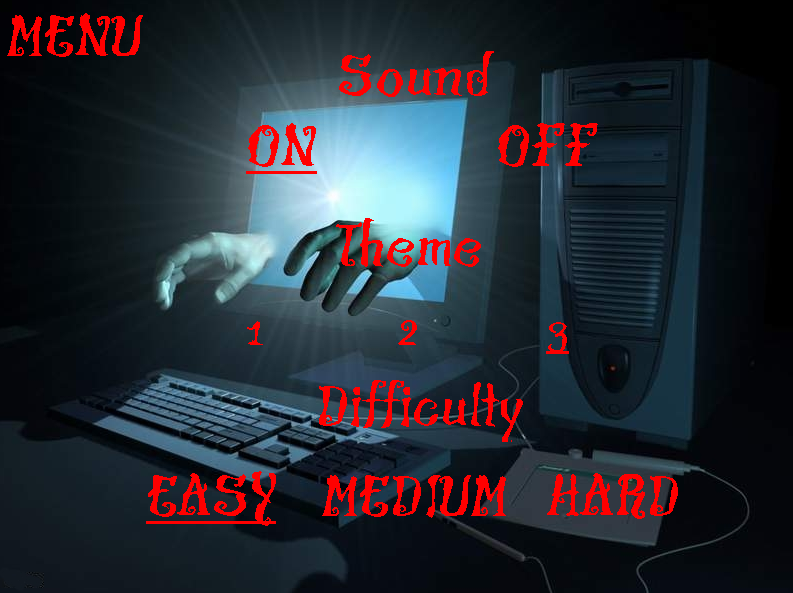 MENU
Sound
ON OFF
Theme
1 2 3
Difficulty
EASY MEDIUM HARD